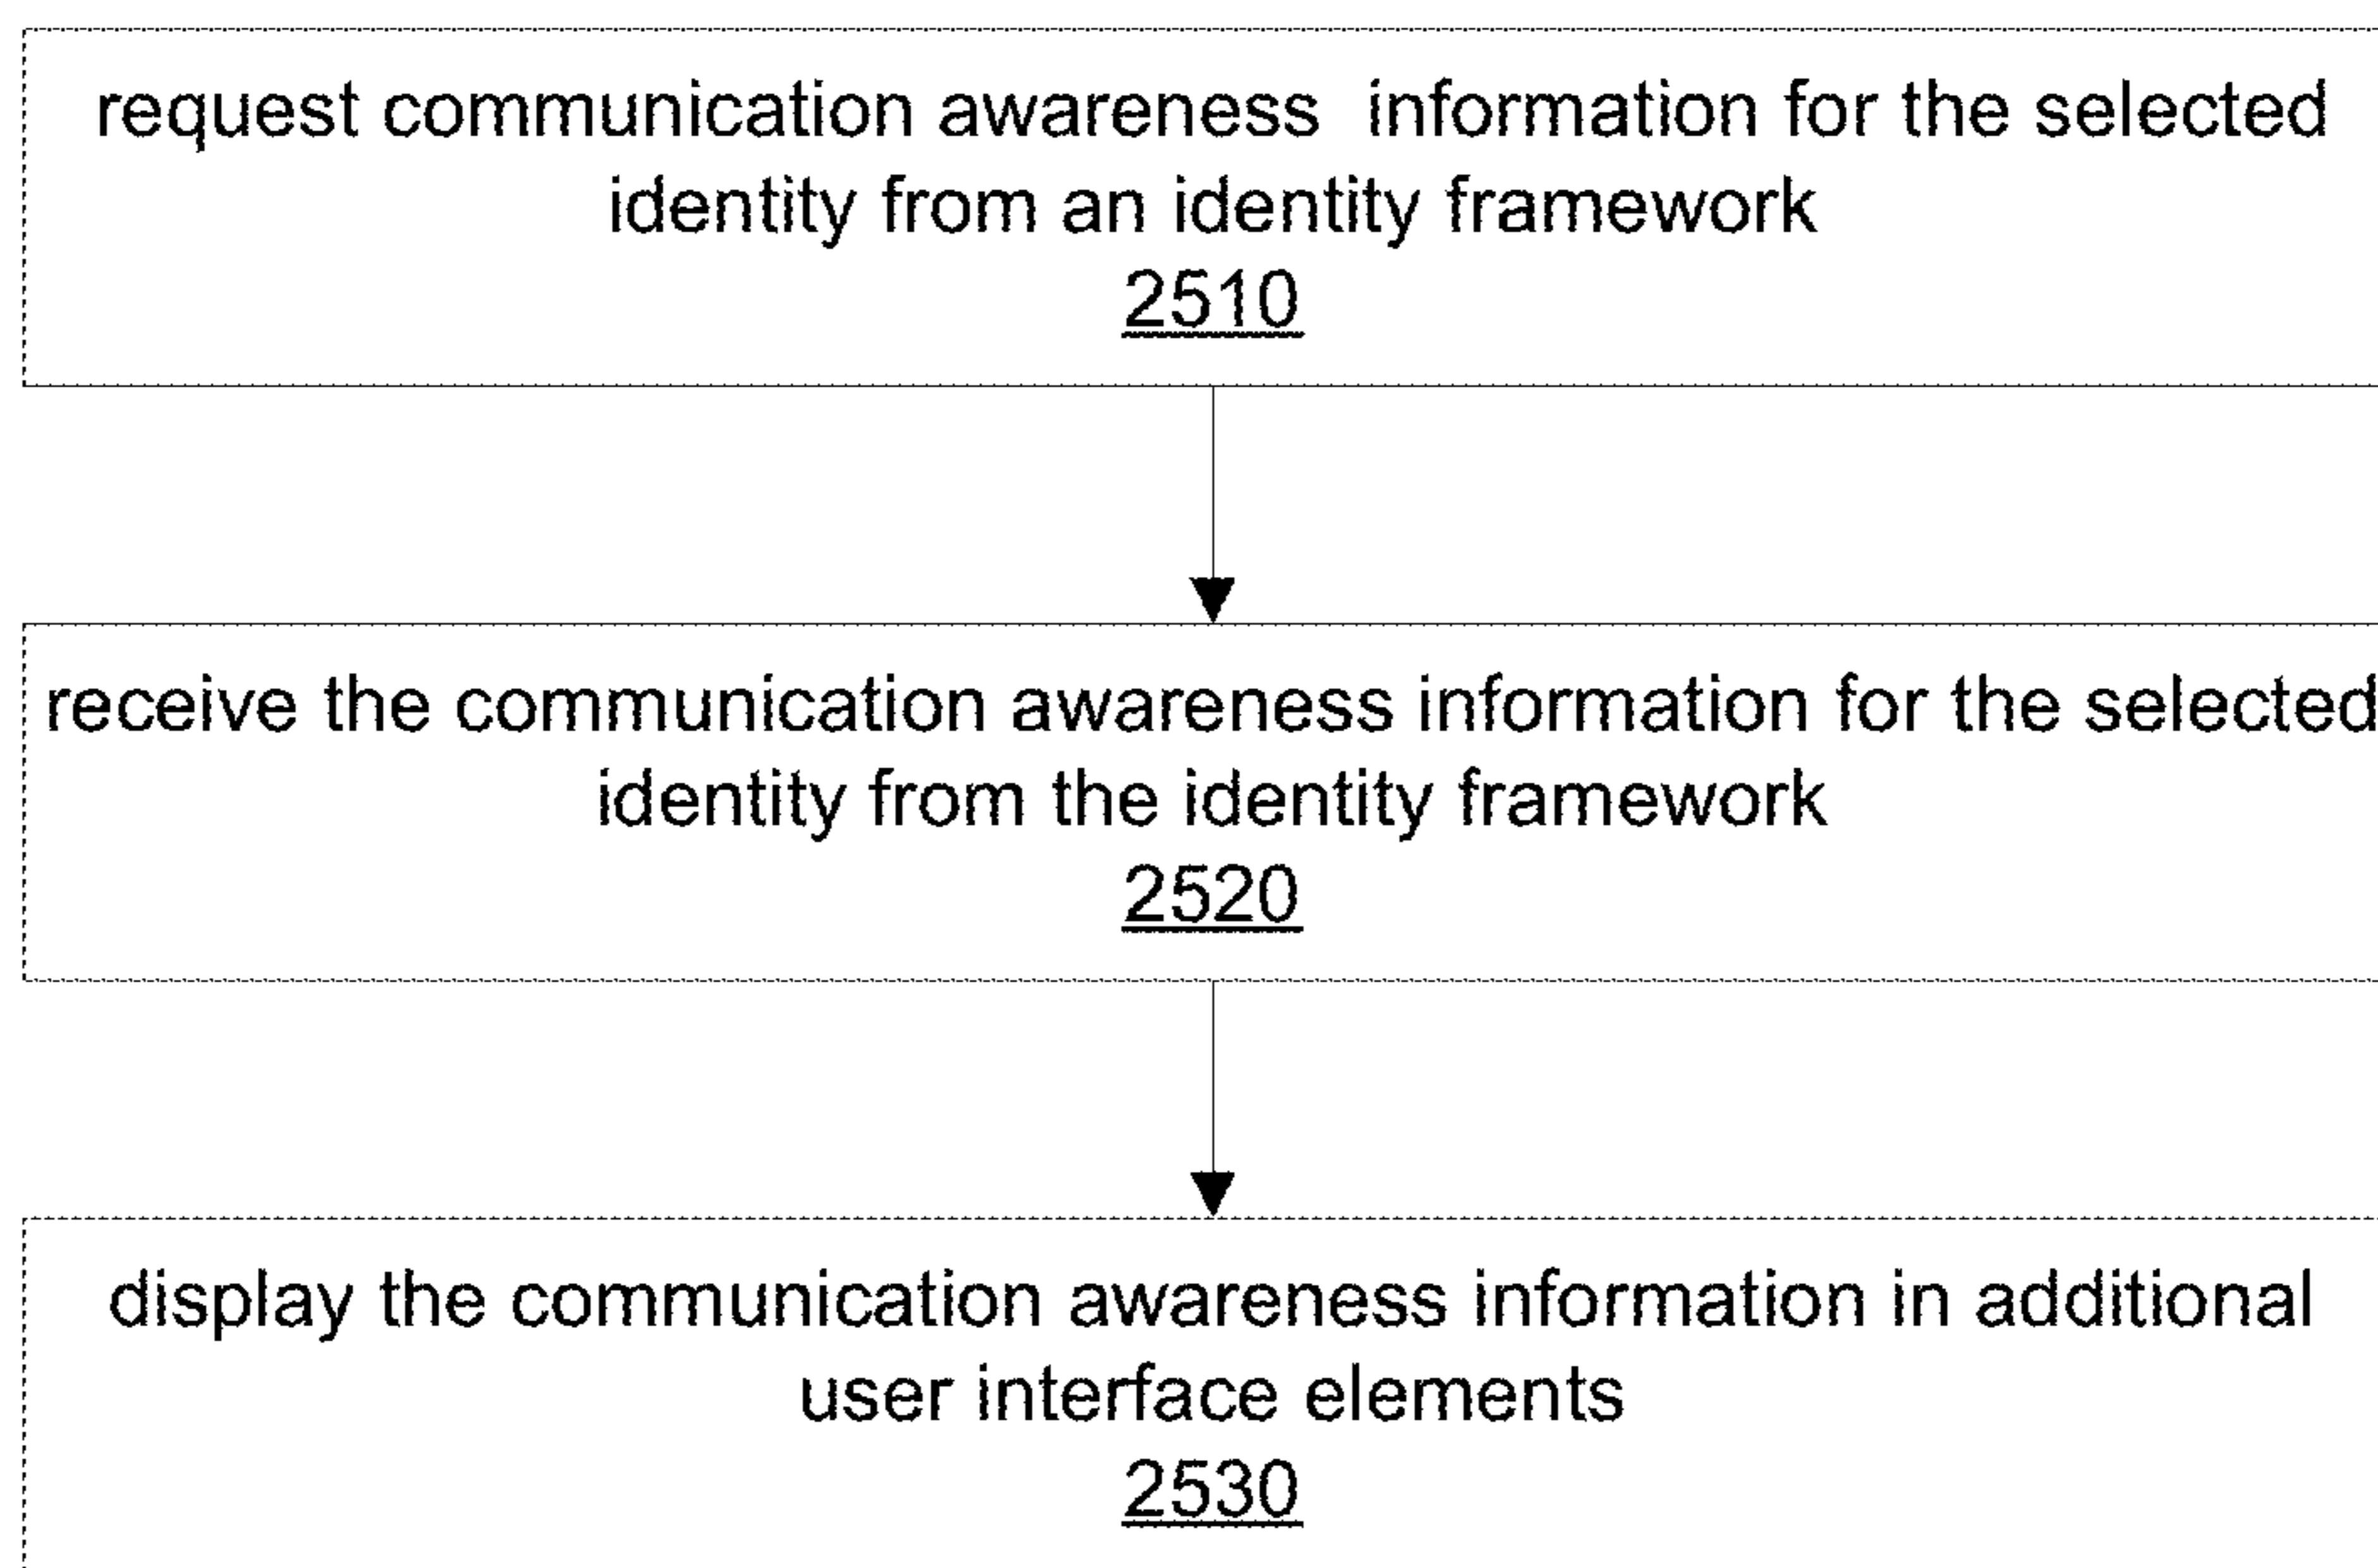 request communication awareness information for the selected
identity from an identity framework
2510
receive the communication awareness information for the selected
identity from the identity framework
2520
display the communication awareness information in additional
user interface elements
2530